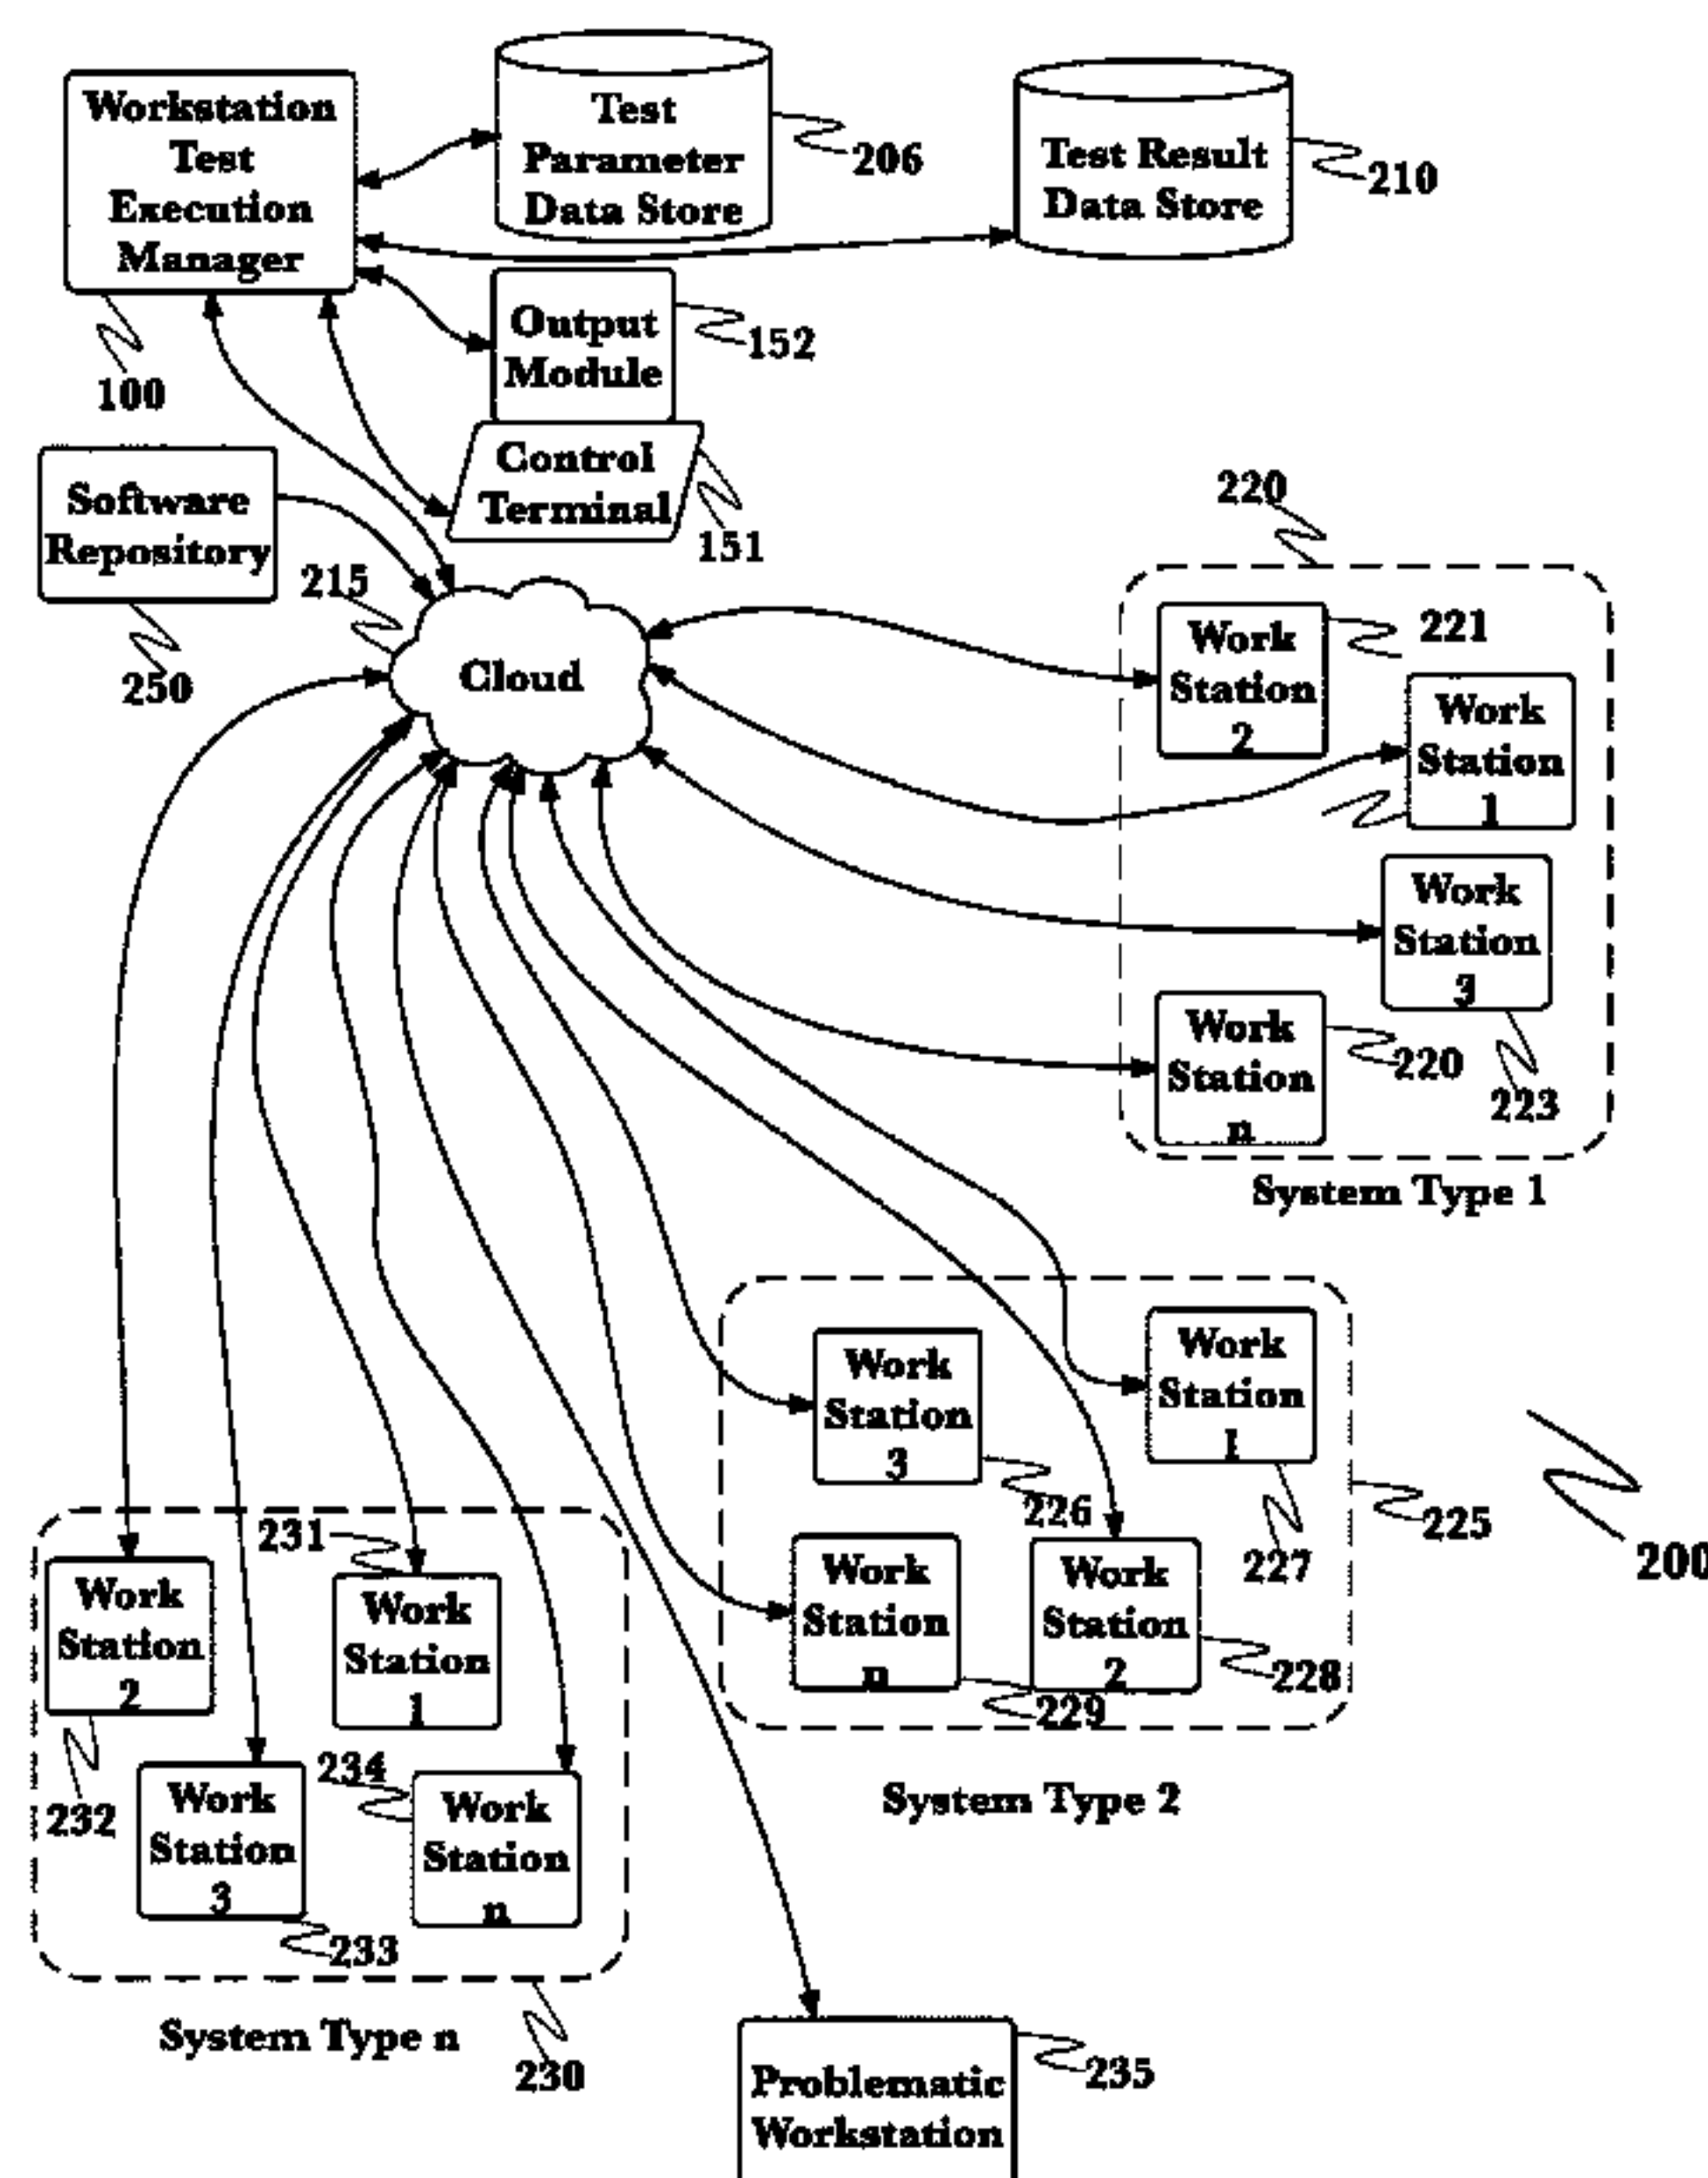 Workstation
Test
Execution
Manager
100
Test
Parameter
Data Store
206
Test Result
Data Store
210
Output
Module
152
Control
Terminal
151
Software
Repository
250
215
Cloud
220
Work
Station
2
221
Work
Station
1
Work
Station
3
223
Work
Station
n
220
System Type 1
Work
Station
3
226
Work
Station
1
227
225
200
Work
Station
n
229
Work
Station
2
228
System Type 2
231
Work
Station
2
232
Work
Station
1
Work
Station
3
233
234
Work
Station
n
System Type n
230
Problematic
Workstation
235